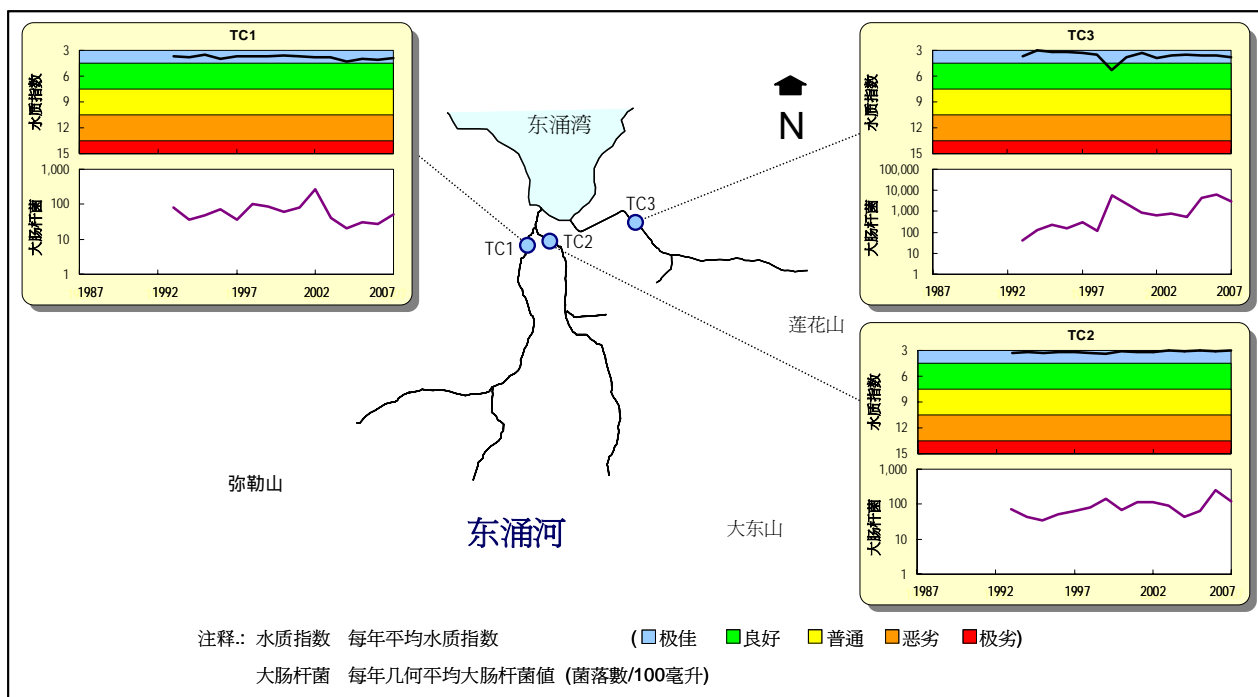 TC1
水质指数
3
6
9
12
15
大肠杆菌
1,000
100
10
1
1987 1992 1997 2002 2007
TC3
水质指数
3
6
9
12
15
大肠杆菌
100,000
10,000
1,000
100
10
1
1987 1992 1997 2002 2007
N
东涌湾
TC3
TC1
TC2
莲花山
TC2
水质指数
3
6
9
12
15
大肠杆菌
1,000
100
10
1
1987 1992 1997 2002 2007
弥勒山
东涌河
大东山
注释.: 水质指数 每年平均水质指数 (极佳 良好 普通 恶劣 极劣)
大肠杆菌 每年几何平均大肠杆菌值 (菌落數/100毫升)